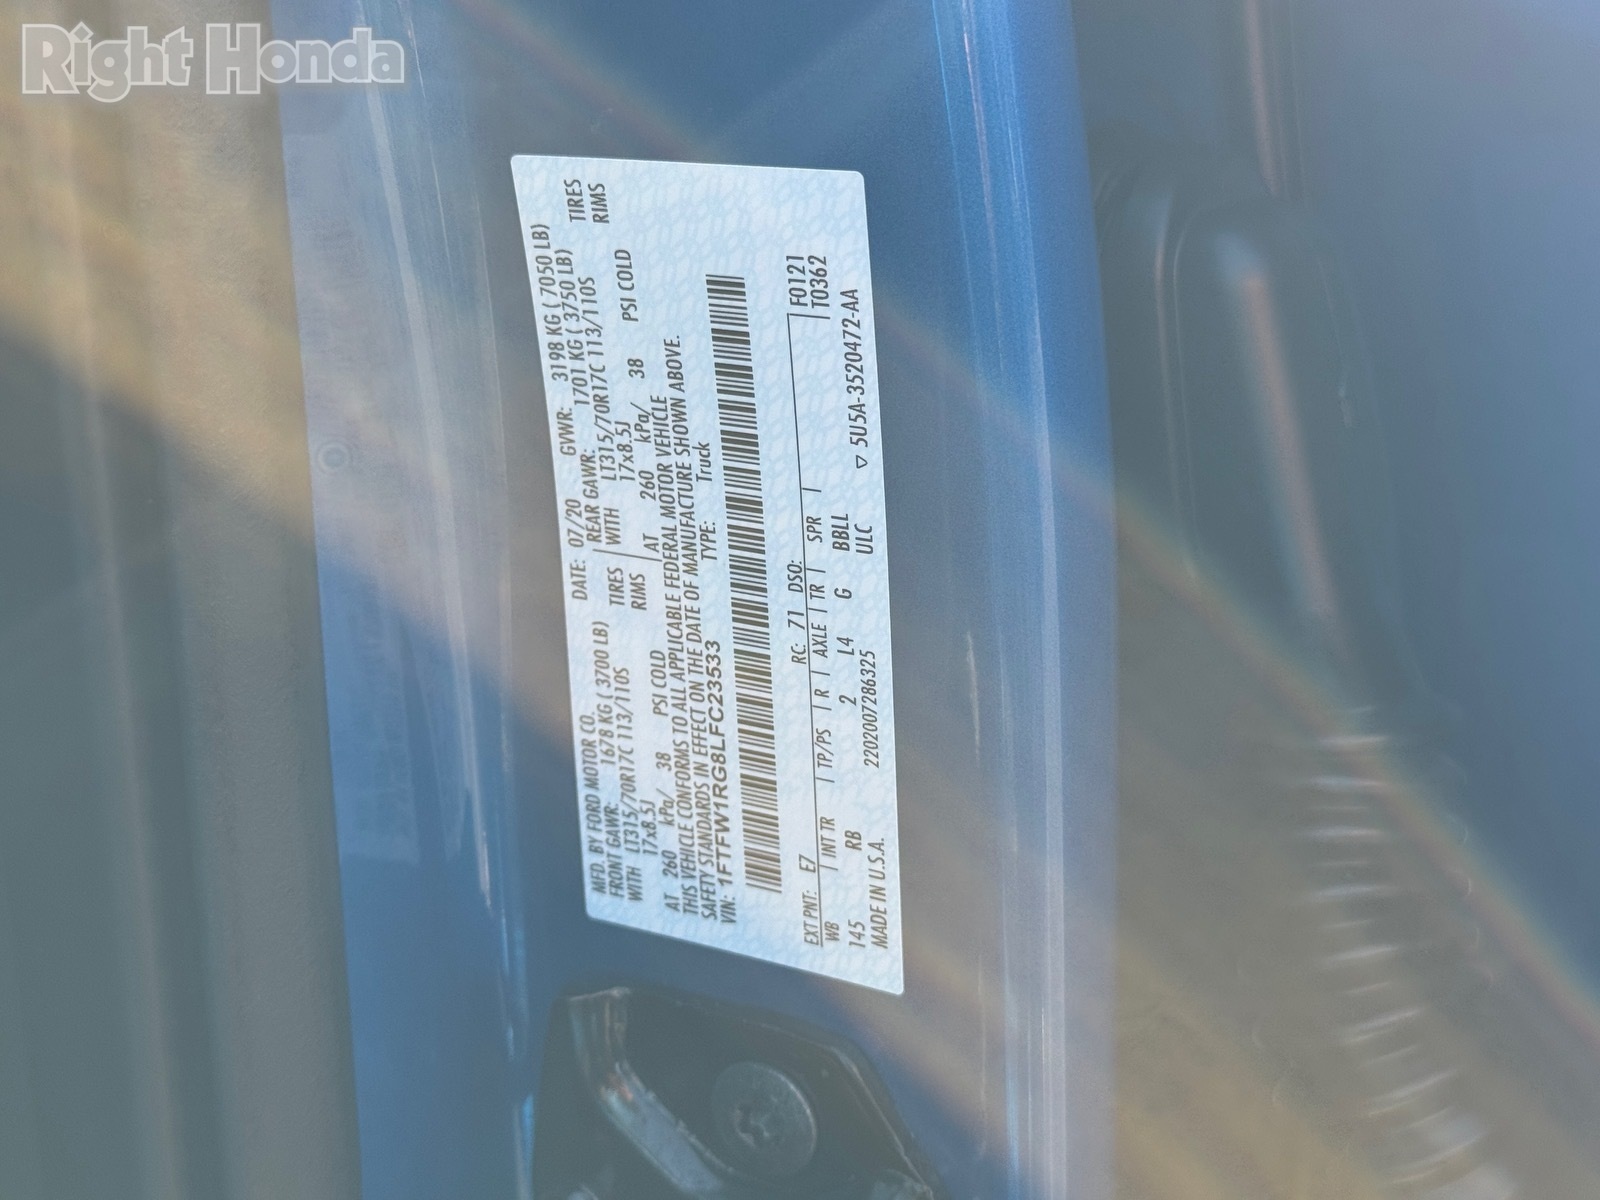 Right Honda
MFD. BY FORD MOTOR CO.
DATE: 07/20 GVWR: 3198 KG ( 7050 LB)
FRONT GAWR: 1678 KG ( 3700 LB) REAR GAWR: 1701 KG ( 3750 LB)
WITH LT315/70R17C 113/110S TIRES WITH LT315/70R17C 113/110S TIRES
17x8.5J RIMS 17x8.5J RIMS
AT 260 kPa/ 38 PSI COLD AT 260 kPa/ 38 PSI COLD
THIS VEHICLE CONFORMS TO ALL APPLICABLE FEDERAL MOTOR VEHICLE
SAFETY STANDARDS IN EFFECT ON THE DATE OF MANUFACTURE SHOWN ABOVE.
VIN: 1FTFW1RG8LFC23533 TYPE: Truck
EXT PNT: E7 RC: 71 DSO: F0121
WB INT TR TP/PS R AXLE TR SPR T0362
145 RB 2 L4 G BBLL
MADE IN U.S.A. 2202007286325 ULC ▽ 5U5A-3520472-AA